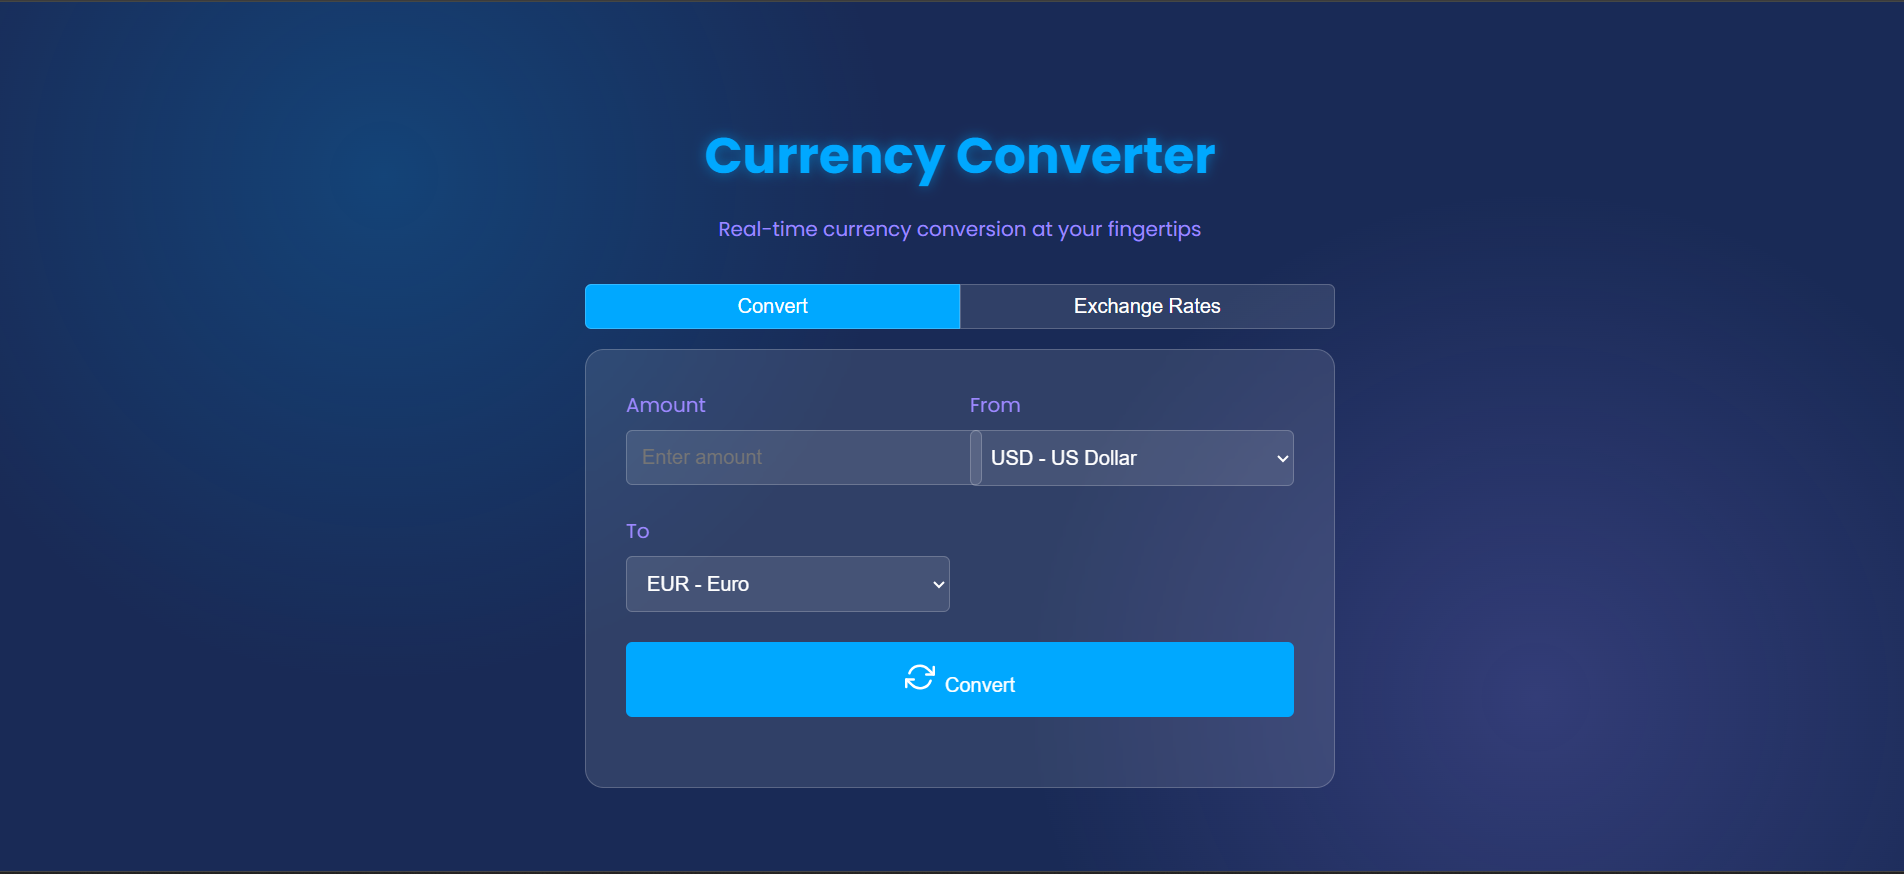 Currency Converter
Real-time currency conversion at your fingertips
Convert
Exchange Rates
Amount
From
Enter amount
USD - US Dollar
To
EUR - Euro
Convert